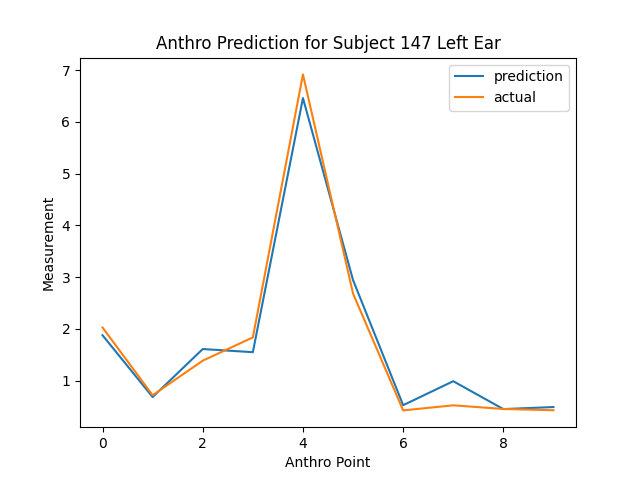 Anthro Prediction for Subject 147 Left Ear
prediction
actual
7
6
5
4
3
2
1
Measurement
0 2 4 6 8
Anthro Point